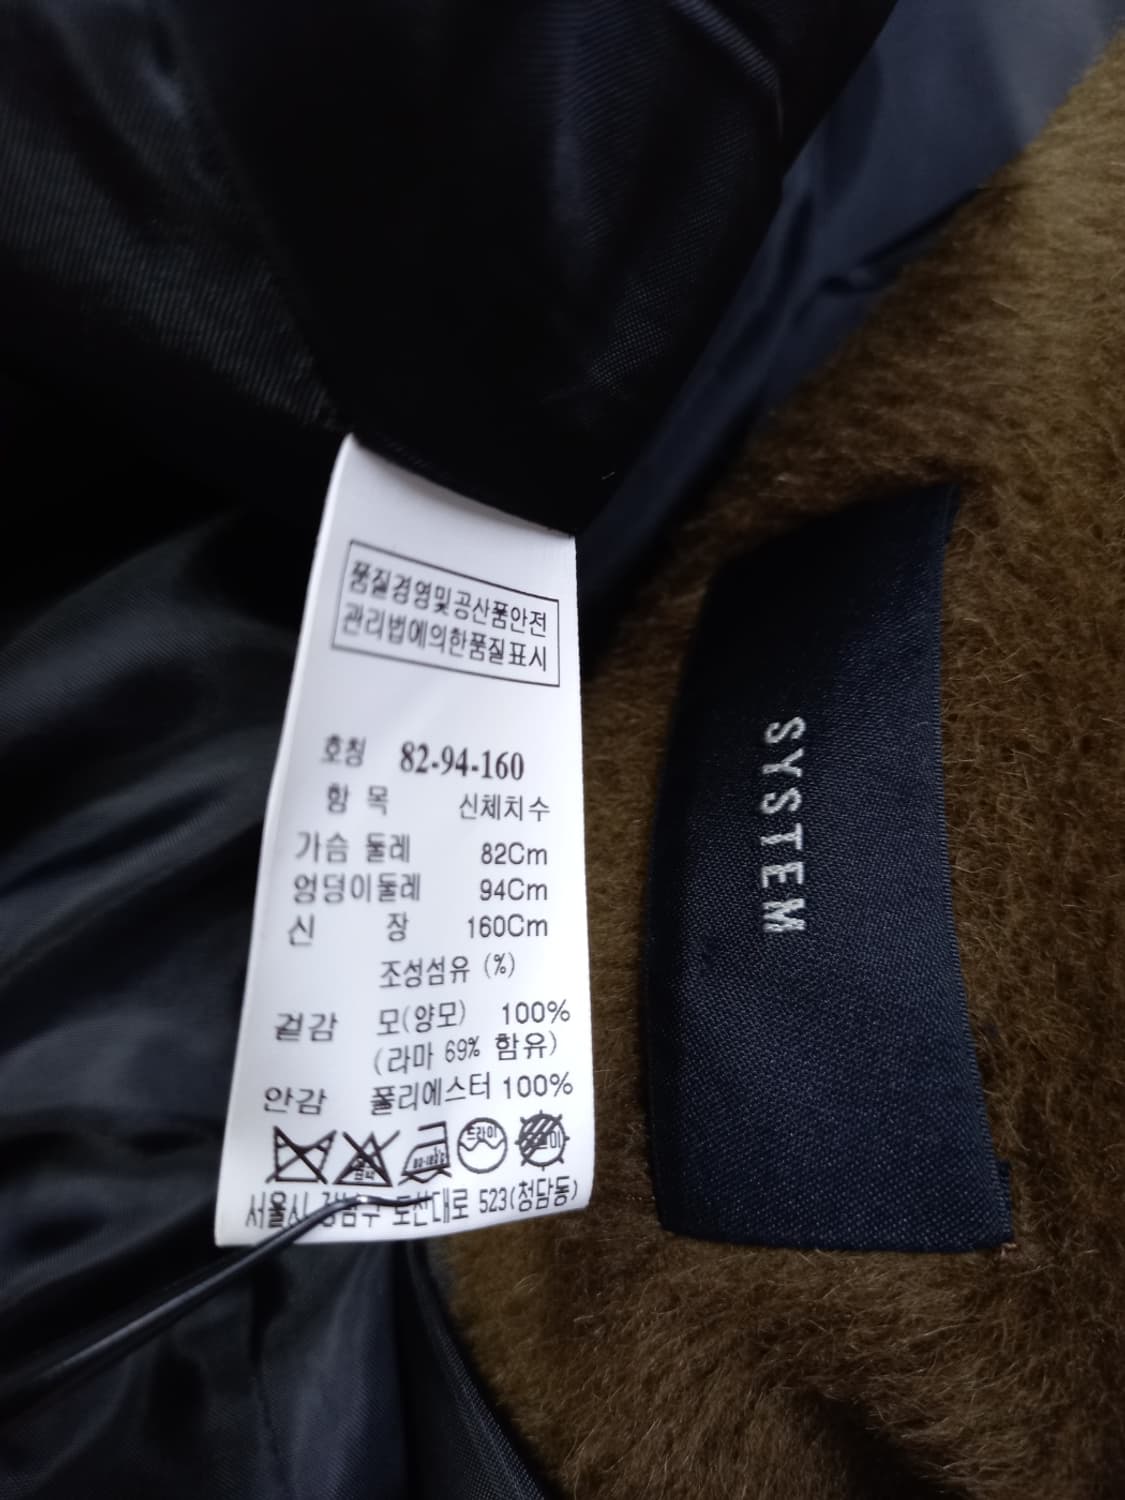 품질경영및공산품안전
관리법에의한품질표시
호칭 82-94-160
항 목 신체치수
가슴 둘레 82Cm
엉덩이둘레 94Cm
신 장 160Cm
조성섬유 (%)
겉감 모(양모) 100%
(라마 69% 함유)
안감 폴리에스터 100%
드라이
서울시 강남구 도산대로 523(청담동)
SYSTEM